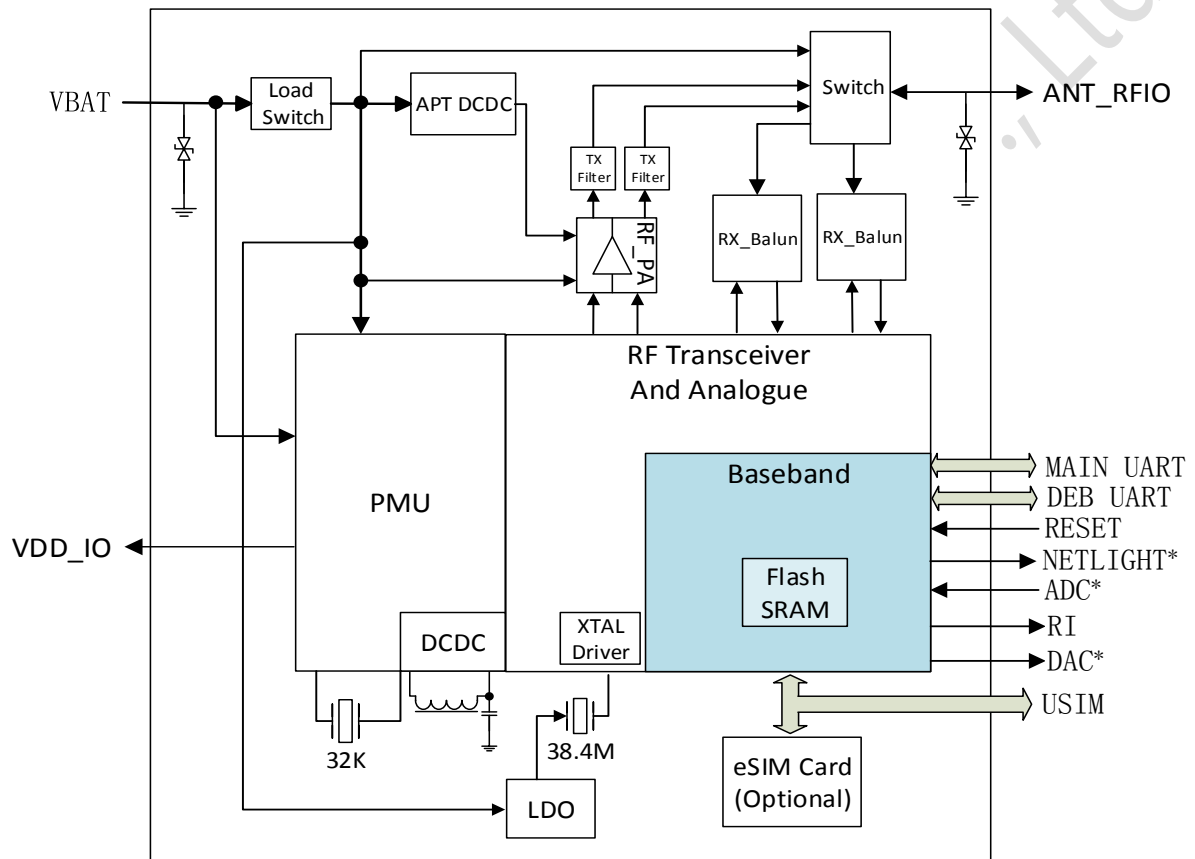 ., Ltd
VBAT
Load
Switch
APT DCDC
Switch
ANT_RFIO
TX
Filter
TX
Filter
RF_PA
RX_Balun
RX_Balun
RF Transceiver
And Analogue
PMU
Baseband
Flash
SRAM
MAIN UART
DEB UART
RESET
NETLIGHT*
ADC*
RI
DAC*
USIM
VDD_IO
DCDC
XTAL
Driver
32K
38.4M
LDO
eSIM Card
(Optional)